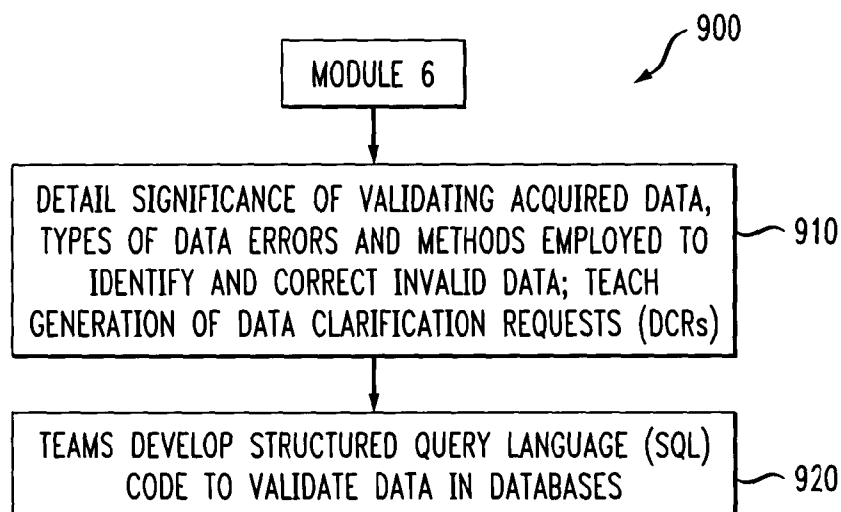 900
MODULE 6
DETAIL SIGNIFICANCE OF VALIDATING ACQUIRED DATA,
TYPES OF DATA ERRORS AND METHODS EMPLOYED TO
IDENTIFY AND CORRECT INVALID DATA; TEACH
GENERATION OF DATA CLARIFICATION REQUESTS (DCRs)
910
TEAMS DEVELOP STRUCTURED QUERY LANGUAGE (SQL)
CODE TO VALIDATE DATA IN DATABASES
920